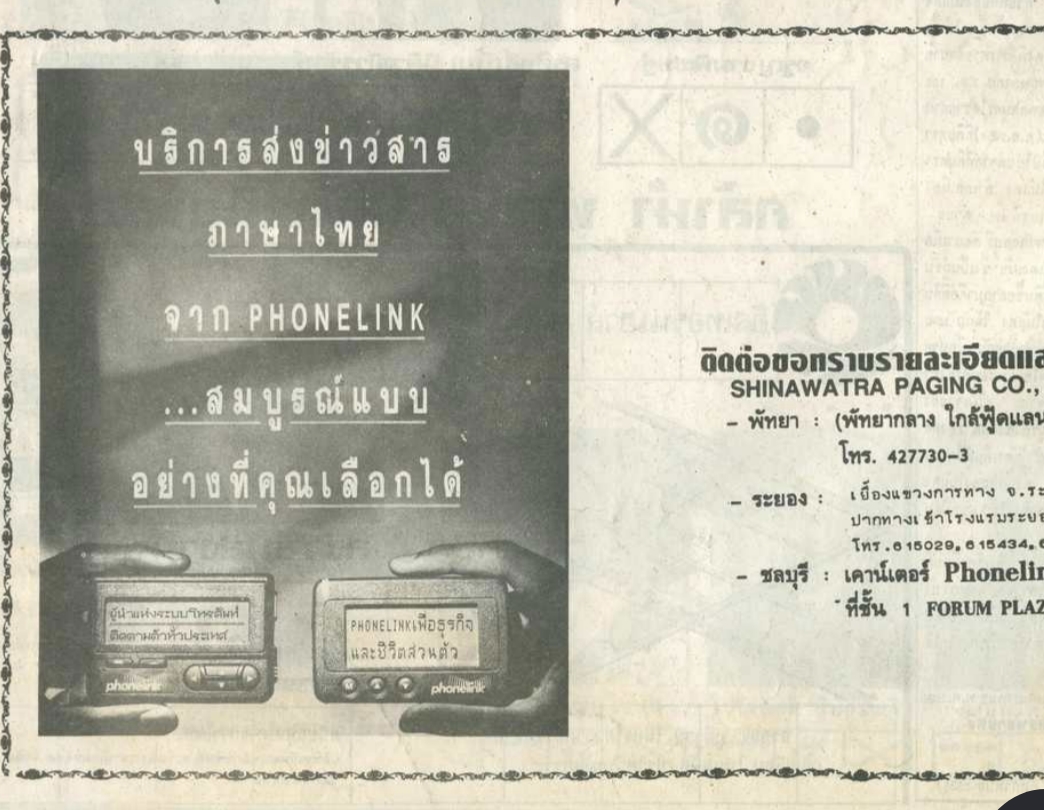 บริการส่งข่าวสาร
ภาษาไทย
จาก PHONELINK
...สมบูรณ์แบบ
อย่างที่คุณเลือกได้
ผู้นำแห่งระบบโทรศัพท์
ติดตามตัวทั่วประเทศ
phonelink
PHONELINKเพื่อธุรกิจ
และชีวิตส่วนตัว
phonelink
ติดต่อขอทราบรายละเอียดและ
SHINAWATRA PAGING CO.,
– พัทยา : (พัทยากลาง ใกล้ฟู้ดแลน
โทร. 427730–3
– ระยอง : เยื้องแขวงการทาง จ.ระ
ปากทางเข้าโรงแรมระยอ
โทร.615029,615434,6
– ชลบุรี : เคาน์เตอร์ Phonelin
ที่ชั้น 1 FORUM PLAZ